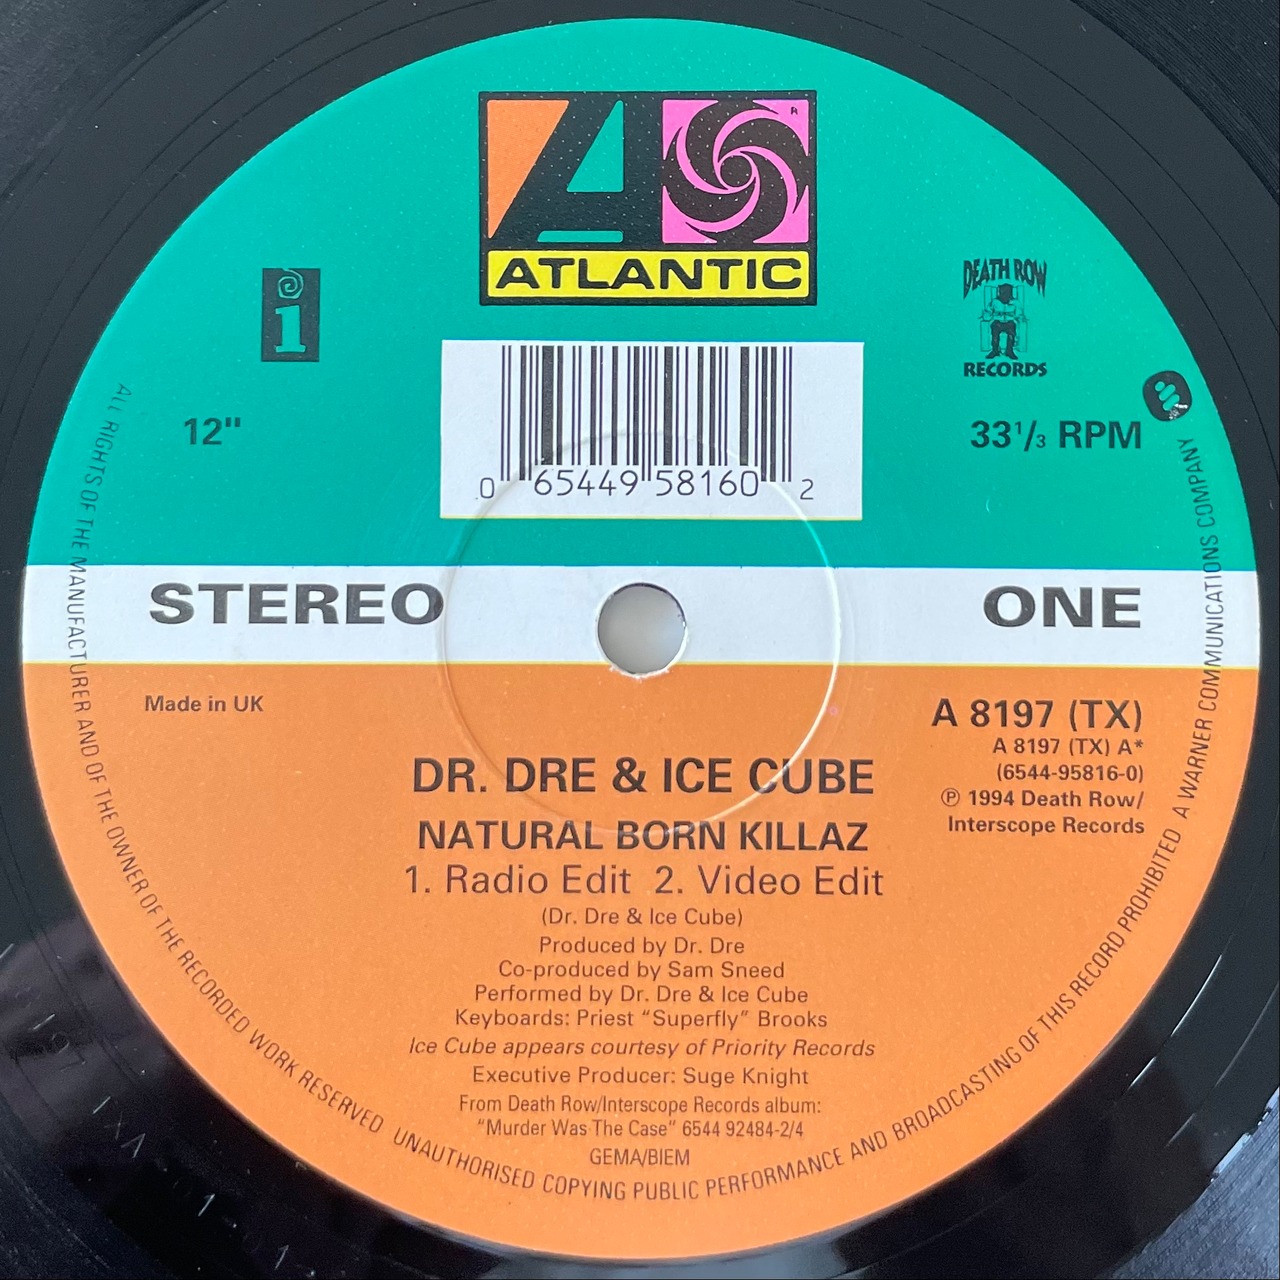 ATLANTIC
i
DEATH ROW
RECORDS
12"
33 1/3 RPM
0 65449 58160 2
STEREO
ONE
Made in UK
A 8197 (TX)
A 8197 (TX) A*
(6544-95816-0)
℗ 1994 Death Row/
Interscope Records
DR. DRE & ICE CUBE
NATURAL BORN KILLAZ
1. Radio Edit 2. Video Edit
(Dr. Dre & Ice Cube)
Produced by Dr. Dre
Co-produced by Sam Sneed
Performed by Dr. Dre & Ice Cube
Keyboards: Priest “Superfly” Brooks
Ice Cube appears courtesy of Priority Records
Executive Producer: Suge Knight
From Death Row/Interscope Records album:
“Murder Was The Case” 6544 92484-2/4
GEMA/BIEM
ALL RIGHTS OF THE MANUFACTURER AND OF THE OWNER OF THE RECORDED WORK RESERVED UNAUTHORISED COPYING PUBLIC PERFORMANCE AND BROADCASTING OF THIS RECORD PROHIBITED A WARNER COMMUNICATIONS COMPANY